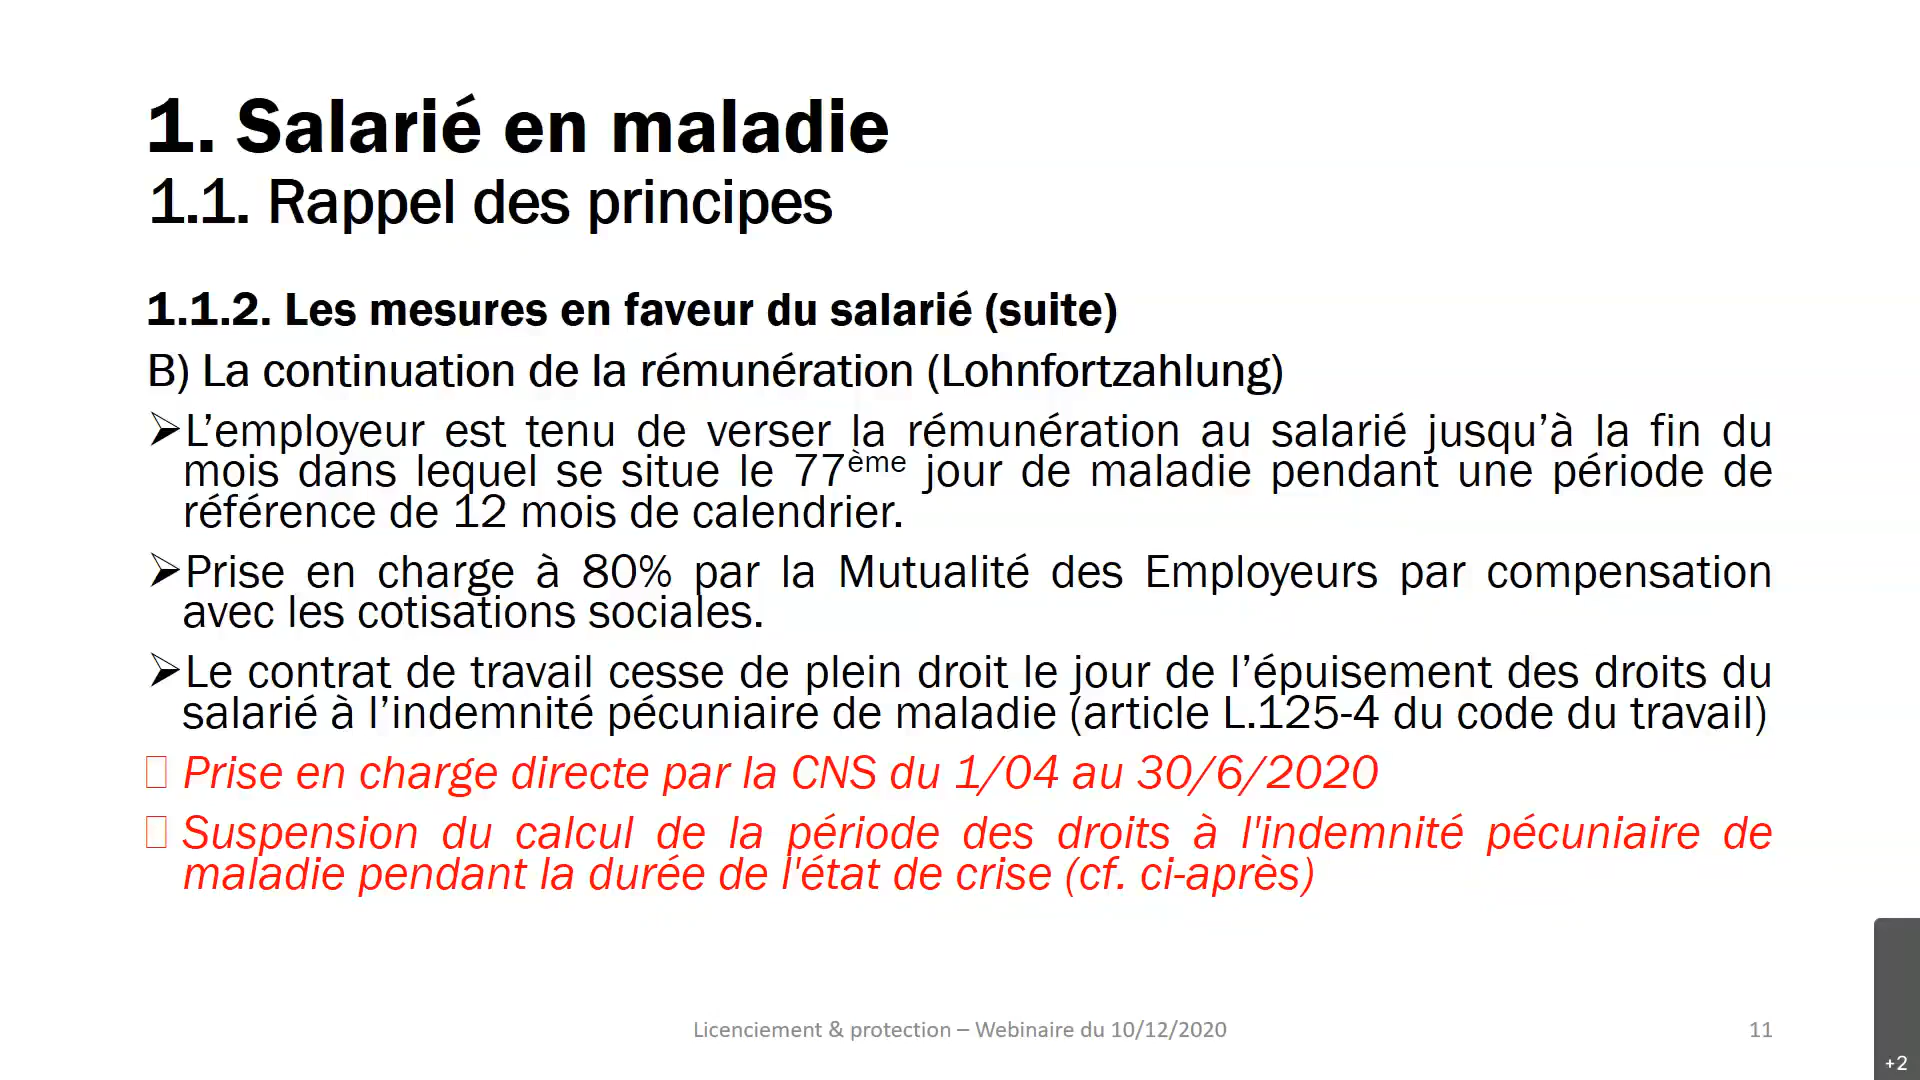 1. Salarié en maladie
1.1. Rappel des principes
1.1.2. Les mesures en faveur du salarié (suite)
B) La continuation de la rémunération (Lohnfortzahlung)
➢L’employeur est tenu de verser la rémunération au salarié jusqu’à la fin du
mois dans lequel se situe le 77ème jour de maladie pendant une période de
référence de 12 mois de calendrier.
➢Prise en charge à 80% par la Mutualité des Employeurs par compensation
avec les cotisations sociales.
➢Le contrat de travail cesse de plein droit le jour de l’épuisement des droits du
salarié à l’indemnité pécuniaire de maladie (article L.125-4 du code du travail)
Prise en charge directe par la CNS du 1/04 au 30/6/2020
Suspension du calcul de la période des droits à l'indemnité pécuniaire de
maladie pendant la durée de l'état de crise (cf. ci-après)
Licenciement & protection – Webinaire du 10/12/2020
11
+2